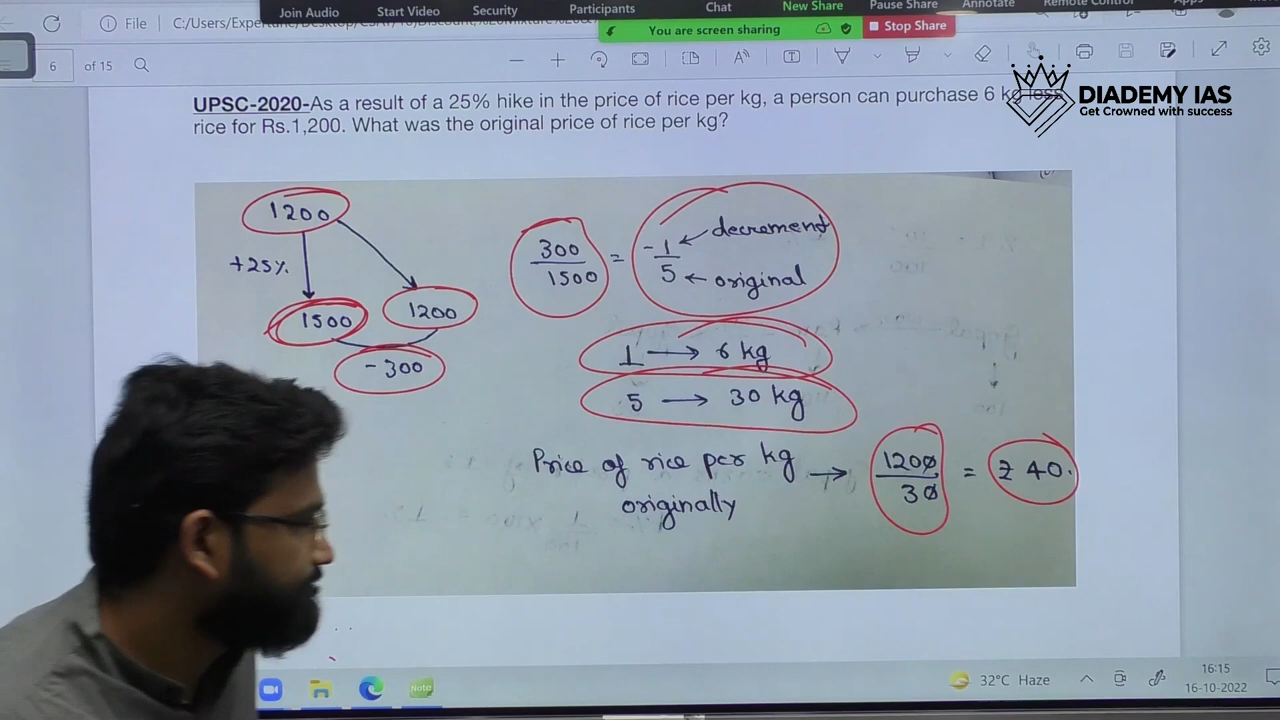 Join Audio Start Video Security Participants Chat New Share Pause Share Annotate Remote Control
File
You are screen sharing Stop Share
6 of 15
DIADEMY IAS
Get Crowned with success
UPSC-2020-As a result of a 25% hike in the price of rice per kg, a person can purchase 6 kg less
rice for Rs.1,200. What was the original price of rice per kg?
1200
+25%
1500 1200
-300
300/1500 = -1/5 ← decrement
← original
1 → 6 kg
5 → 30 kg
Price of rice per kg → 1200/30 = ₹ 40.
originally
Note
32°C Haze
16:15
16-10-2022